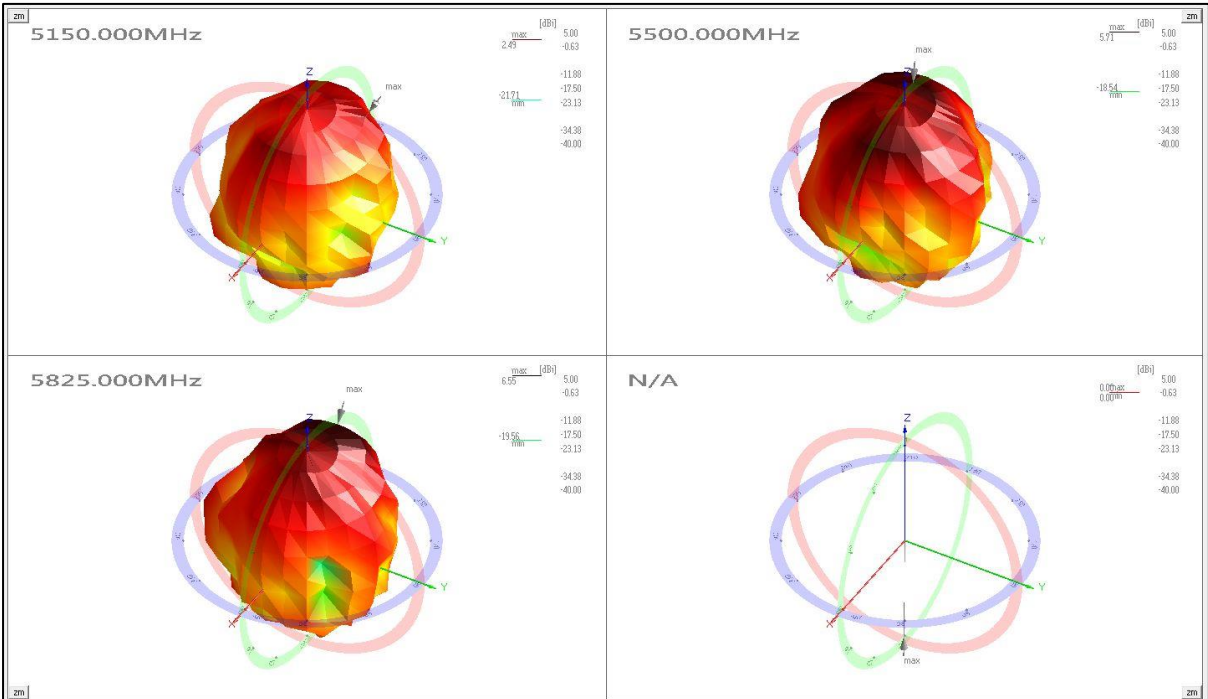 zm
5150.000MHz
[dBi]
max
2.49
5.00
-0.63
-11.88
-17.50
-21.71
min
-23.13
-34.38
-40.00
Z
max
Y
X
zm
5500.000MHz
[dBi]
max
5.71
5.00
-0.63
-11.88
-17.50
-18.54
min
-23.13
-34.38
-40.00
max
Z
Y
X
5825.000MHz
[dBi]
max
6.55
5.00
-0.63
-11.88
-17.50
-19.56
min
-23.13
-34.38
-40.00
max
Z
Y
X
zm
N/A
[dBi]
0.00
max
0.00
5.00
-0.63
-11.88
-17.50
-23.13
-34.38
-40.00
Z
Y
X
max
zm